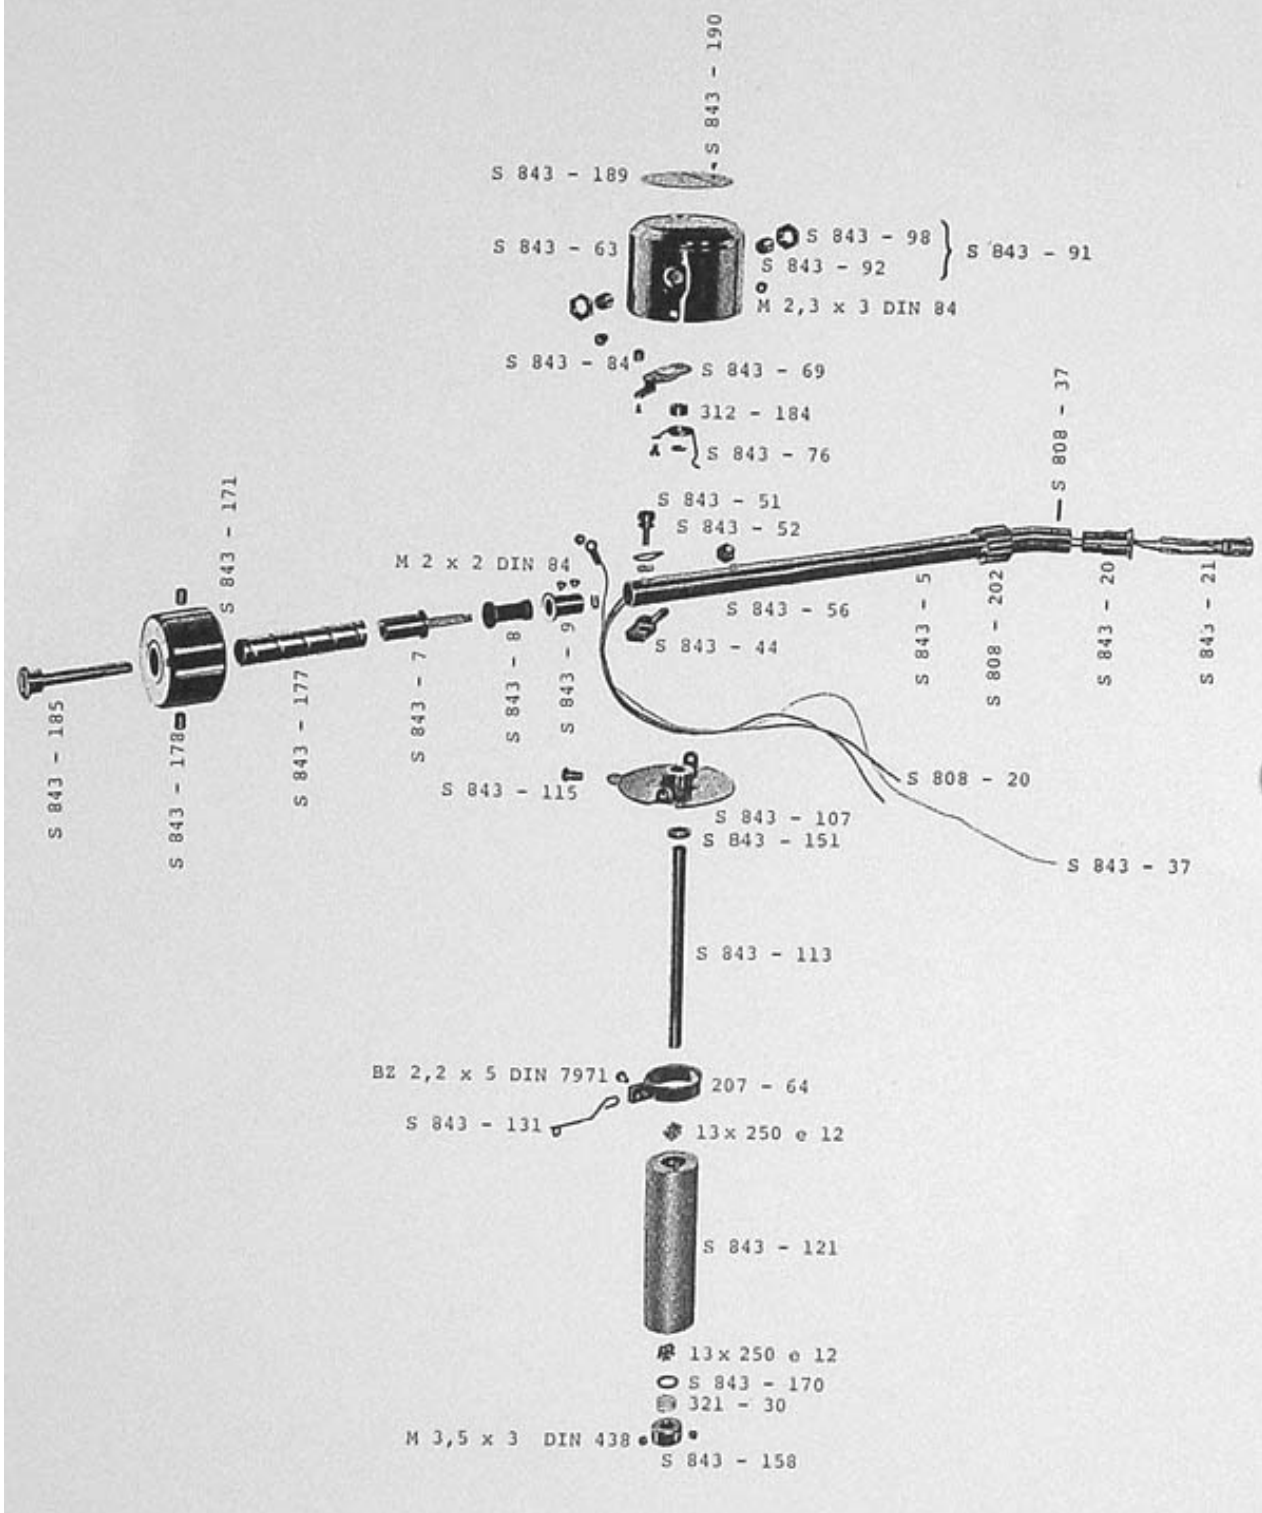 S 843 - 190
S 843 - 189
S 843 - 63
S 843 - 98
S 843 - 91
S 843 - 92
M 2,3 x 3 DIN 84
S 843 - 84
S 843 - 69
312 - 184
S 843 - 76
S 808 - 37
S 843 - 171
S 843 - 51
S 843 - 52
M 2 x 2 DIN 84
S 843 - 56
S 843 - 44
S 843 - 5
S 808 - 202
S 843 - 20
S 843 - 21
S 843 - 185
S 843 - 178
S 843 - 177
S 843 - 7
S 843 - 8
S 843 - 9
S 808 - 20
S 843 - 115
S 843 - 107
S 843 - 151
S 843 - 37
S 843 - 113
BZ 2,2 x 5 DIN 7971
207 - 64
S 843 - 131
13 x 250 e 12
S 843 - 121
13 x 250 e 12
S 843 - 170
321 - 30
M 3,5 x 3 DIN 438
S 843 - 158